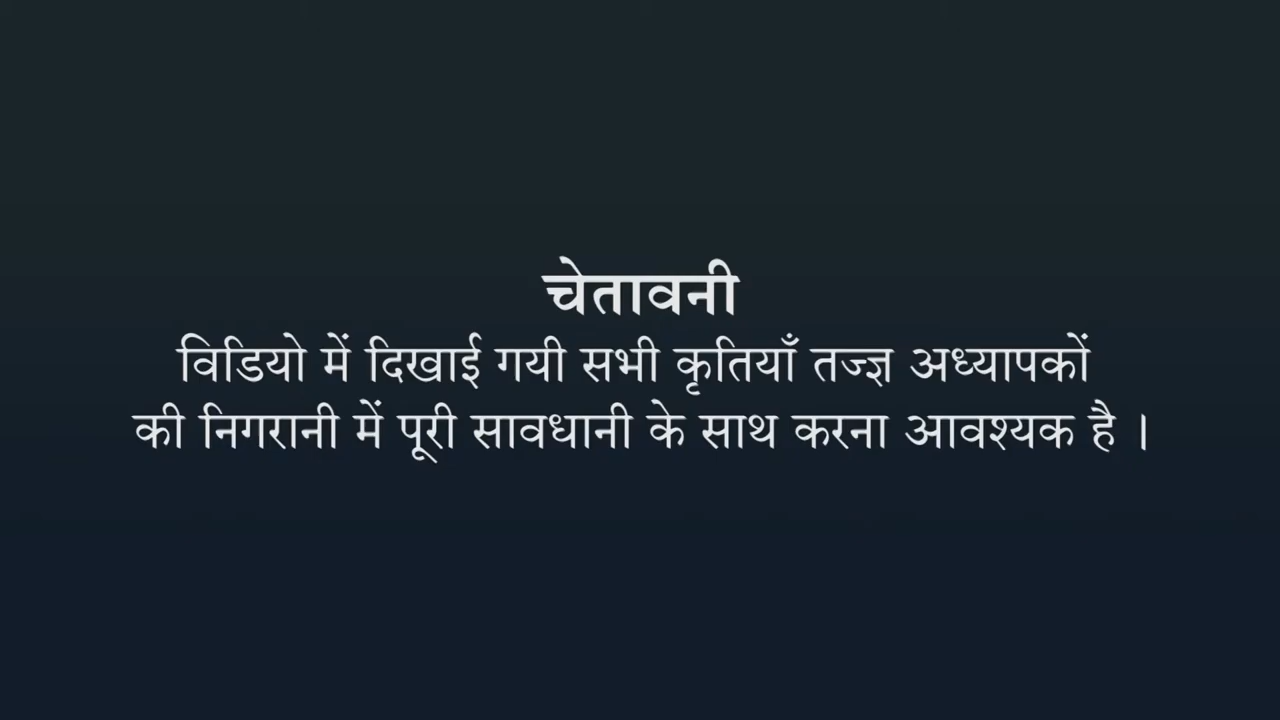 चेतावनी
विडियो में दिखाई गयी सभी कृतियाँ तज्ज्ञ अध्यापकों
की निगरानी में पूरी सावधानी के साथ करना आवश्यक है ।